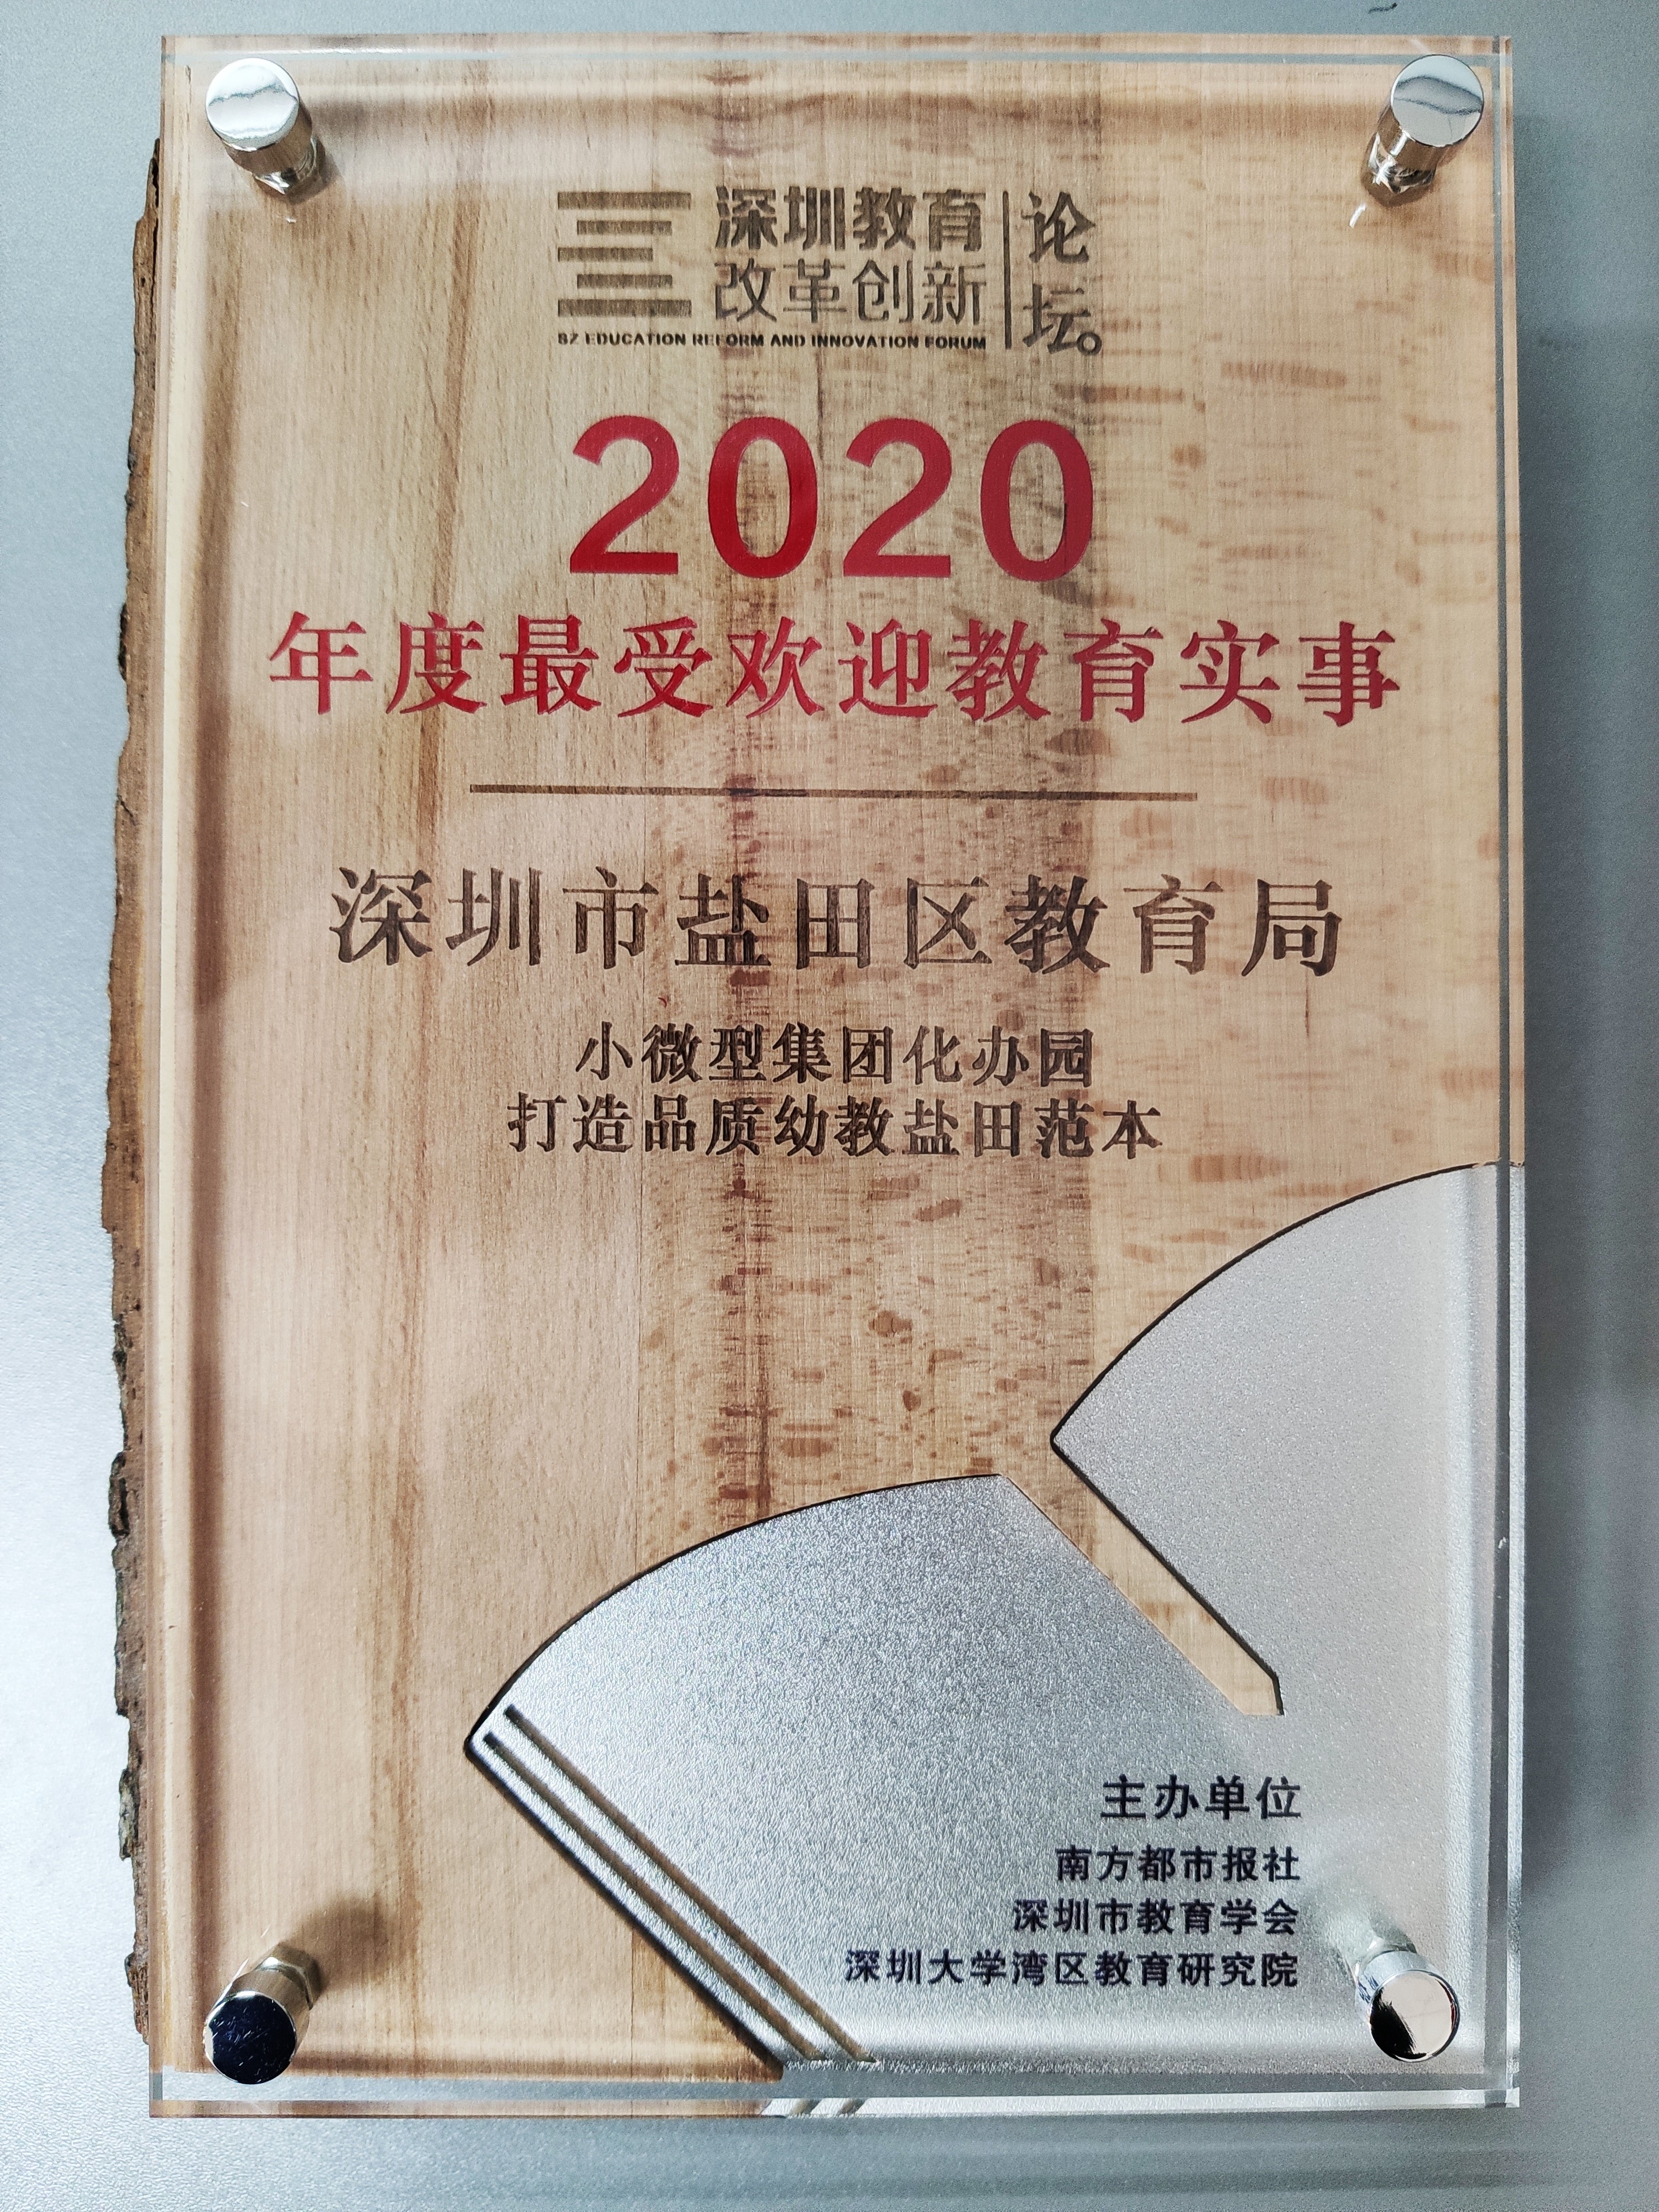 深圳教育
改革创新
论坛。
SZ EDUCATION REFORM AND INNOVATION FORUM
2020
年度最受欢迎教育实事
深圳市盐田区教育局
小微型集团化办园
打造品质幼教盐田范本
主办单位
南方都市报社
深圳市教育学会
深圳大学湾区教育研究院